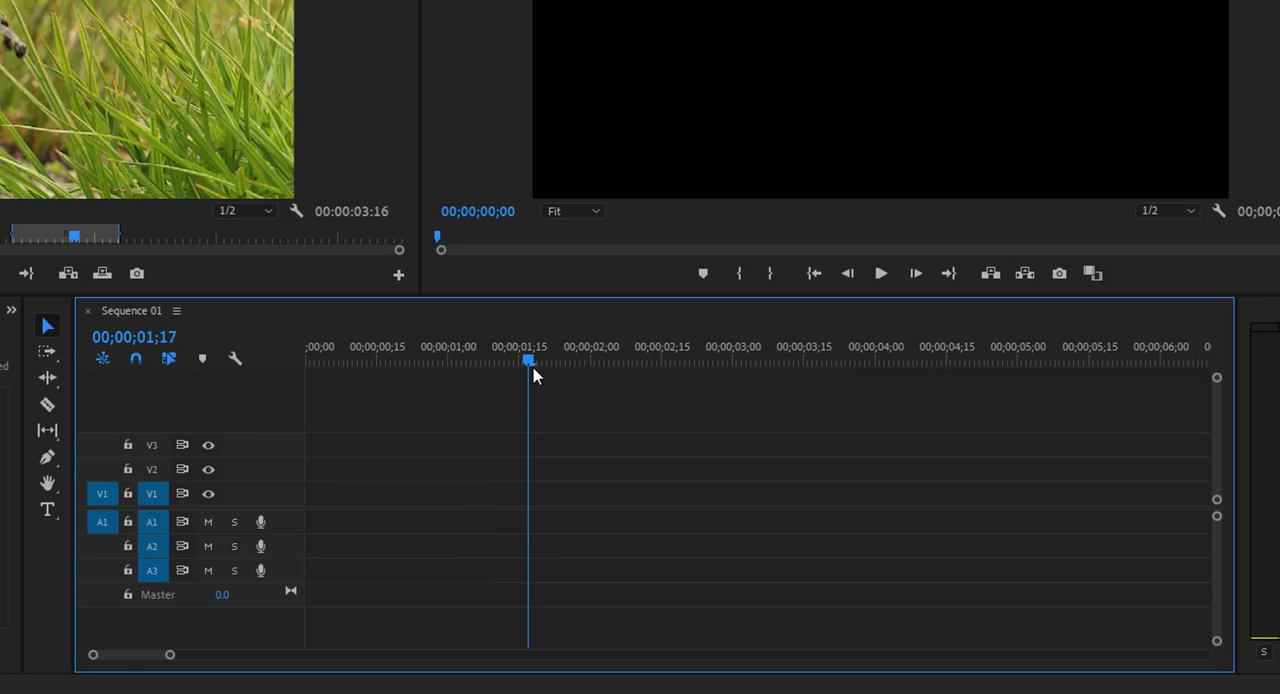 1/2
00:00:03:16
00;00;00;00
Fit
1/2
00;00;
Sequence 01
00;00;01;17
;00;00
00;00;00;15
00;00;01;00
00;00;01;15
00;00;02;00
00;00;02;15
00;00;03;00
00;00;03;15
00;00;04;00
00;00;04;15
00;00;05;00
00;00;05;15
00;00;06;00
0
ed
V3
V2
V1
V1
A1
A1
M
S
A2
M
S
A3
M
S
Master
0.0
T
S